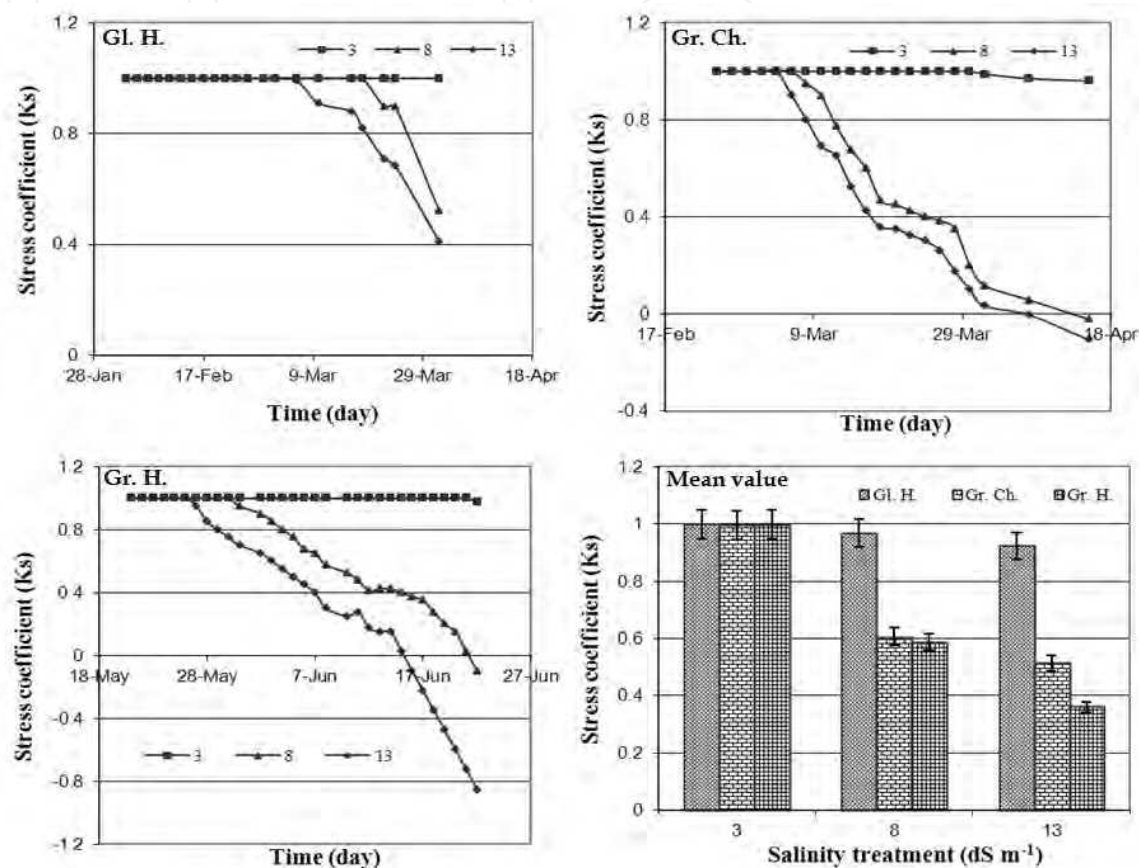 Gl. H.
3 8 13
Stress coefficient (Ks)
1.2
0.8
0.4
0
28-Jan 17-Feb 9-Mar 29-Mar 18-Apr
Time (day)
Gr. Ch.
3 8 13
Stress coefficient (Ks)
1.2
0.8
0.4
0
-0.4
17-Feb 9-Mar 29-Mar 18-Apr
Time (day)
Gr. H.
Stress coefficient (Ks)
1.2
0.8
0.4
0
-0.4
-0.8
-1.2
18-May 28-May 7-Jun 17-Jun 27-Jun
3 8 13
Time (day)
Mean value
Gl. H. Gr. Ch. Gr. H.
Stress coefficient (Ks)
1.2
1
0.8
0.6
0.4
0.2
0
3 8 13
Salinity treatment (dS m⁻¹)